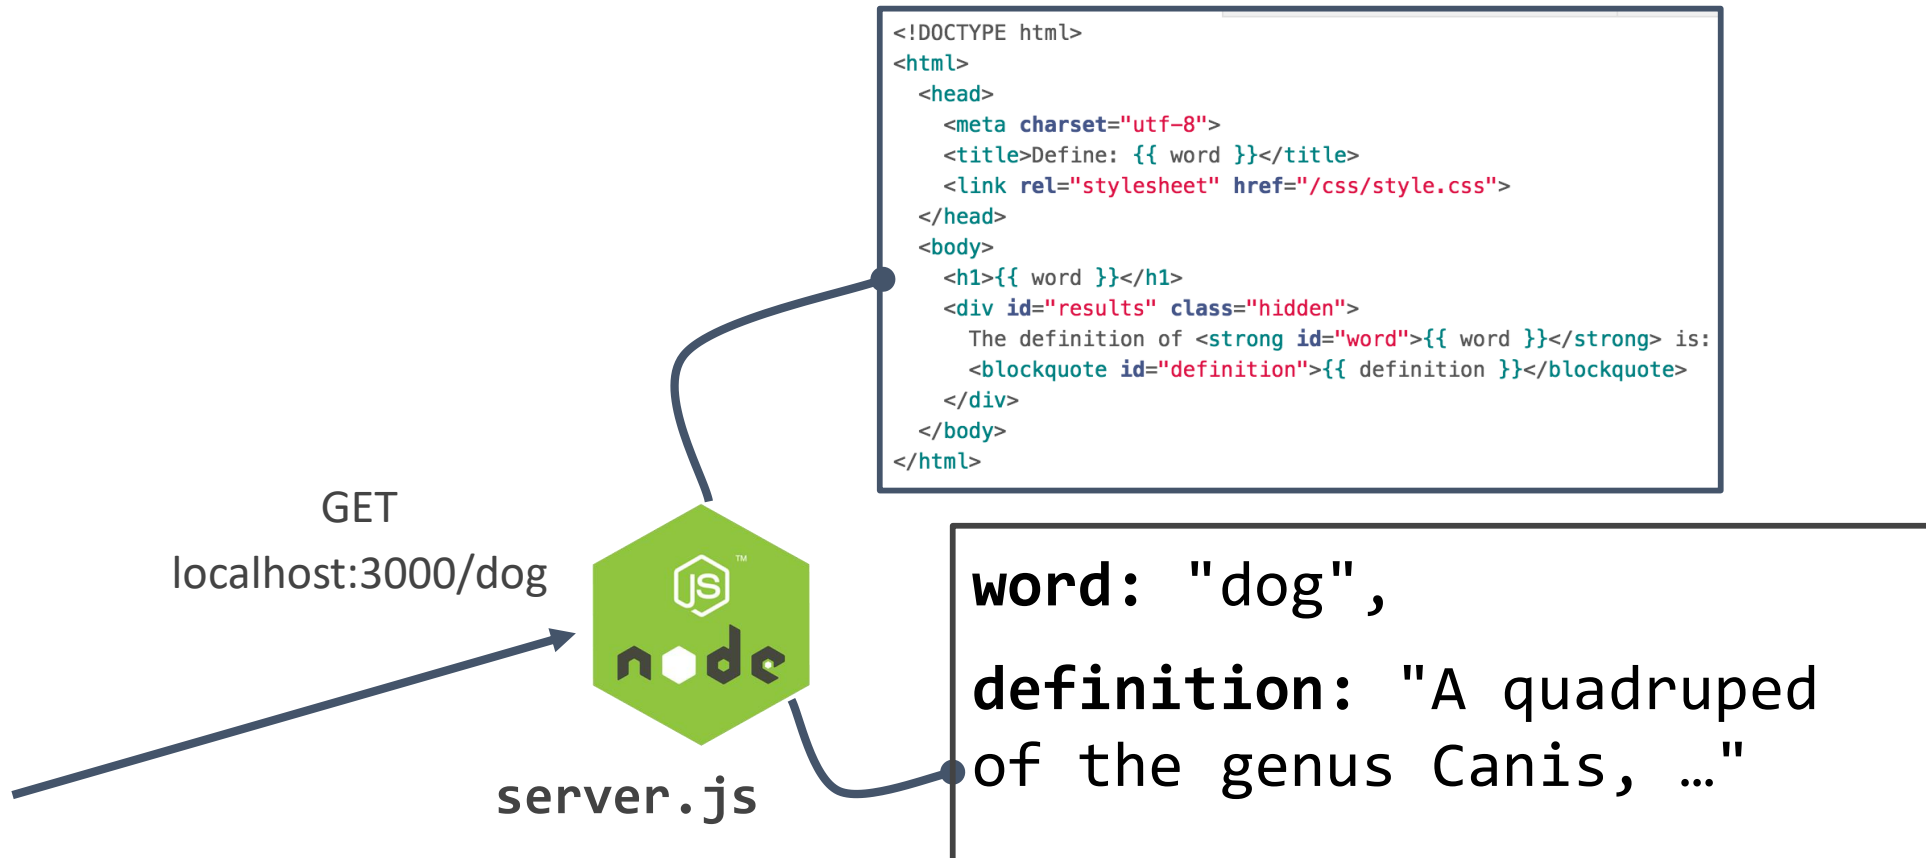 <!DOCTYPE html>
<html>
  <head>
    <meta charset="utf-8">
    <title>Define: {{ word }}</title>
    <link rel="stylesheet" href="/css/style.css">
  </head>
  <body>
    <h1>{{ word }}</h1>
    <div id="results" class="hidden">
      The definition of <strong id="word">{{ word }}</strong> is:
      <blockquote id="definition">{{ definition }}</blockquote>
    </div>
  </body>
</html>
GET
localhost:3000/dog
JS™
node
server.js
word: "dog",
definition: "A quadruped
of the genus Canis, …"